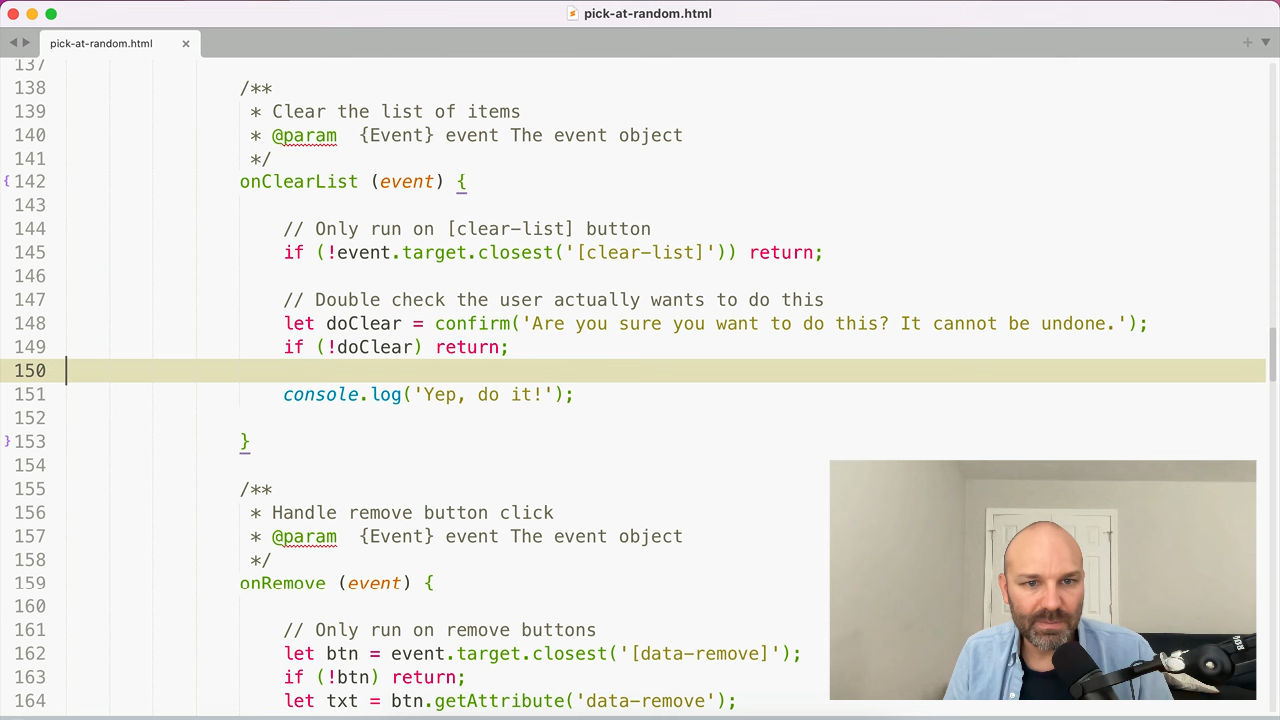 pick-at-random.html
pick-at-random.html
137
138 /**
139 * Clear the list of items
140 * @param {Event} event The event object
141 */
142 onClearList (event) {
143
144 // Only run on [clear-list] button
145 if (!event.target.closest('[clear-list]')) return;
146
147 // Double check the user actually wants to do this
148 let doClear = confirm('Are you sure you want to do this? It cannot be undone.');
149 if (!doClear) return;
150
151 console.log('Yep, do it!');
152
153 }
154
155 /**
156 * Handle remove button click
157 * @param {Event} event The event object
158 */
159 onRemove (event) {
160
161 // Only run on remove buttons
162 let btn = event.target.closest('[data-remove]');
163 if (!btn) return;
164 let txt = btn.getAttribute('data-remove');
RØDE